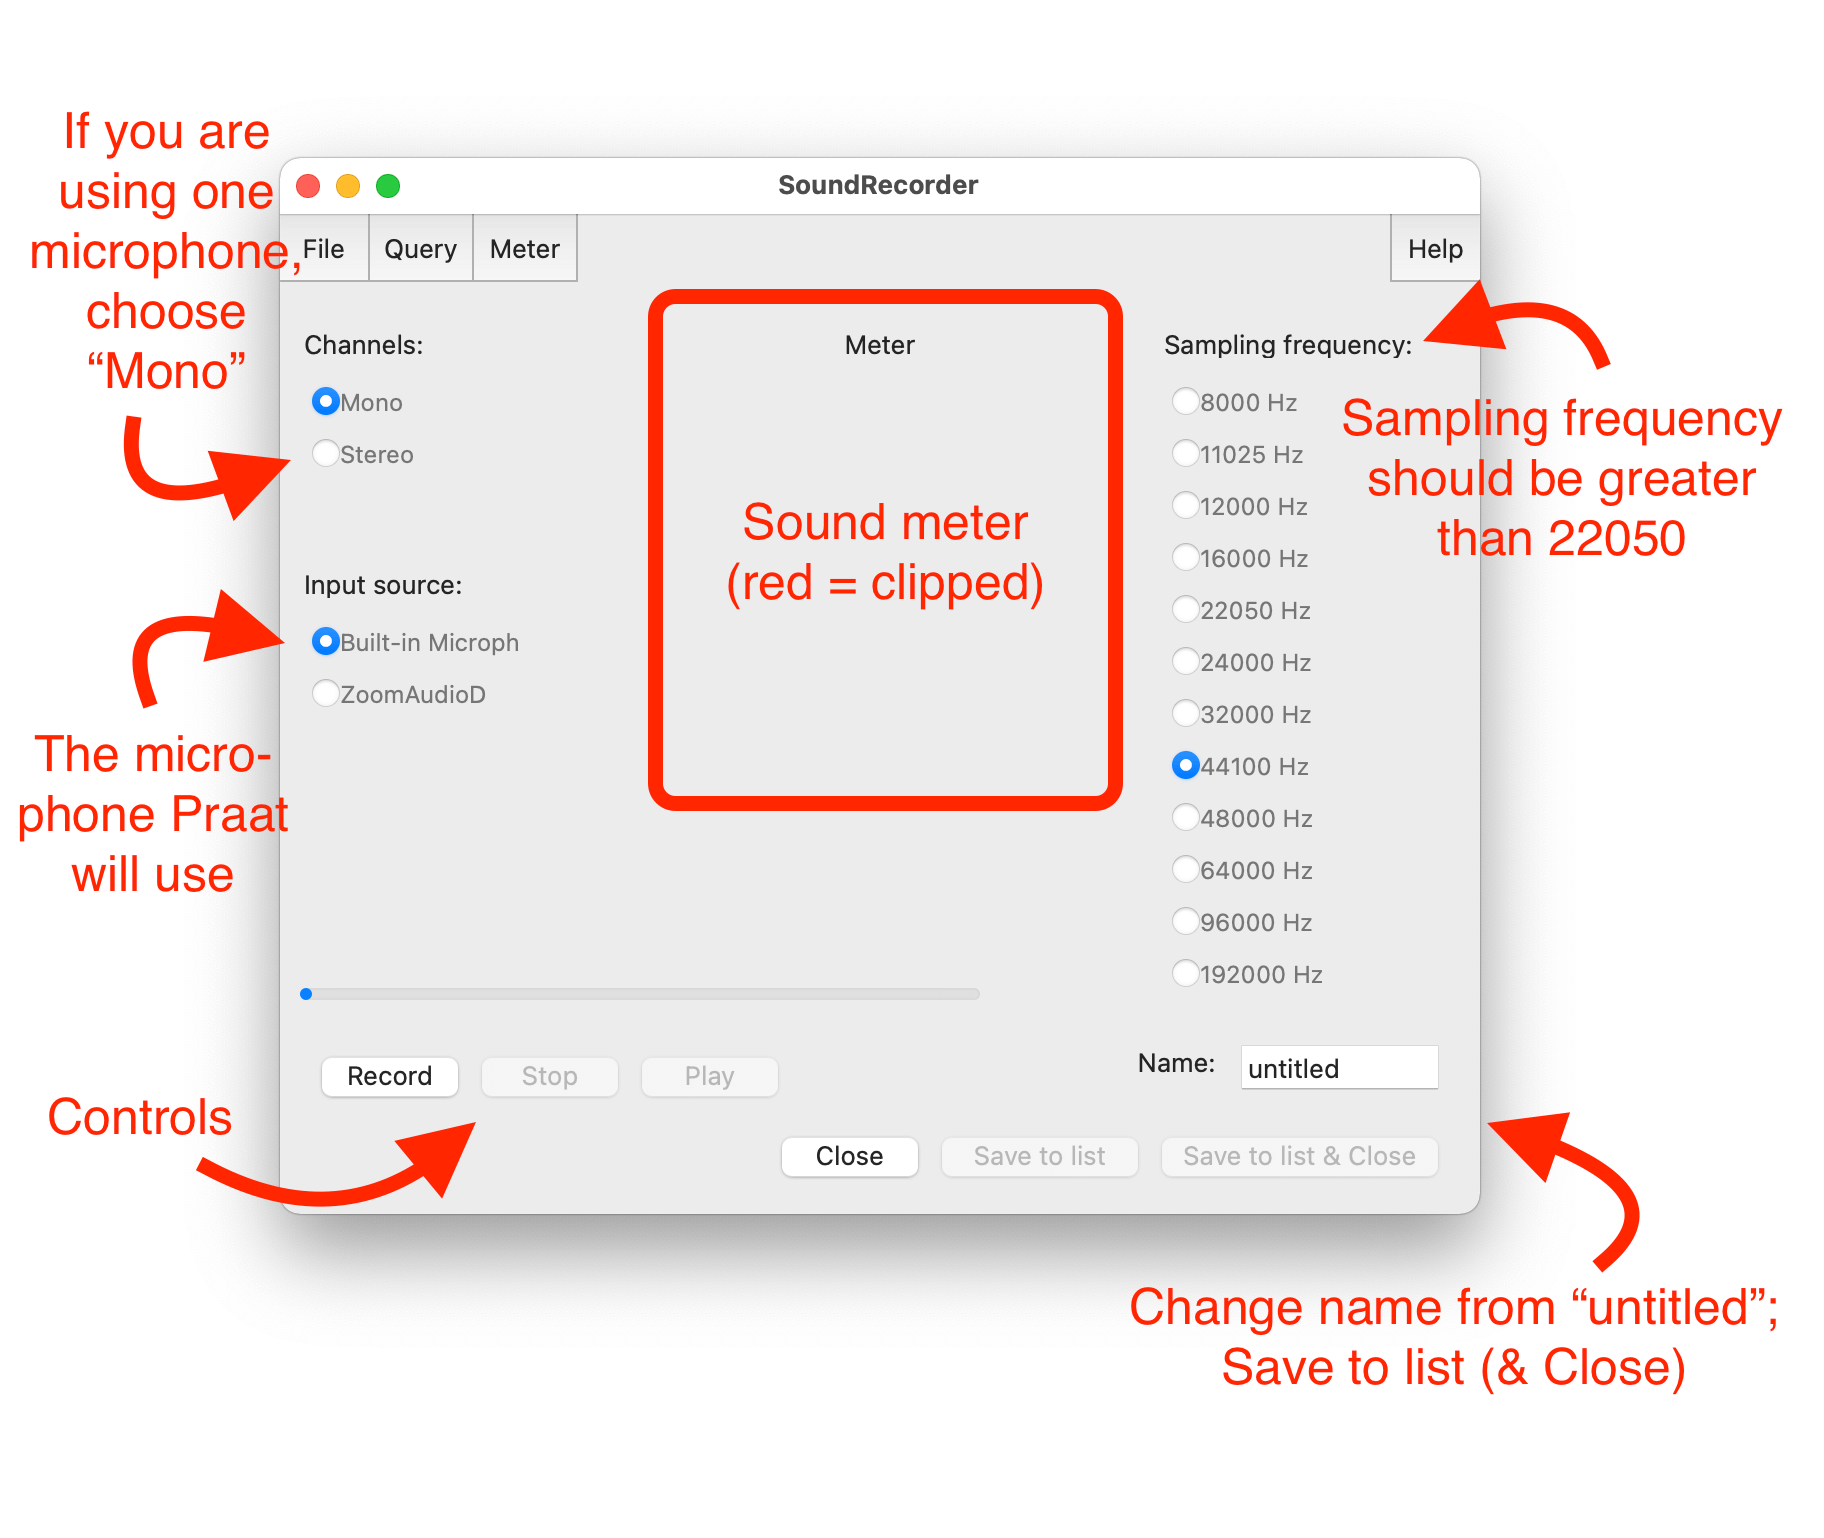 If you are
using one
microphone,
choose
“Mono”
SoundRecorder
File
Query
Meter
Help
Channels:
Mono
Stereo
Input source:
Built-in Microph
ZoomAudioD
The micro-
phone Praat
will use
Meter
Sound meter
(red = clipped)
Sampling frequency:
8000 Hz
11025 Hz
12000 Hz
16000 Hz
22050 Hz
24000 Hz
32000 Hz
44100 Hz
48000 Hz
64000 Hz
96000 Hz
192000 Hz
Sampling frequency
should be greater
than 22050
Record
Stop
Play
Name:
untitled
Controls
Close
Save to list
Save to list & Close
Change name from “untitled”;
Save to list (& Close)